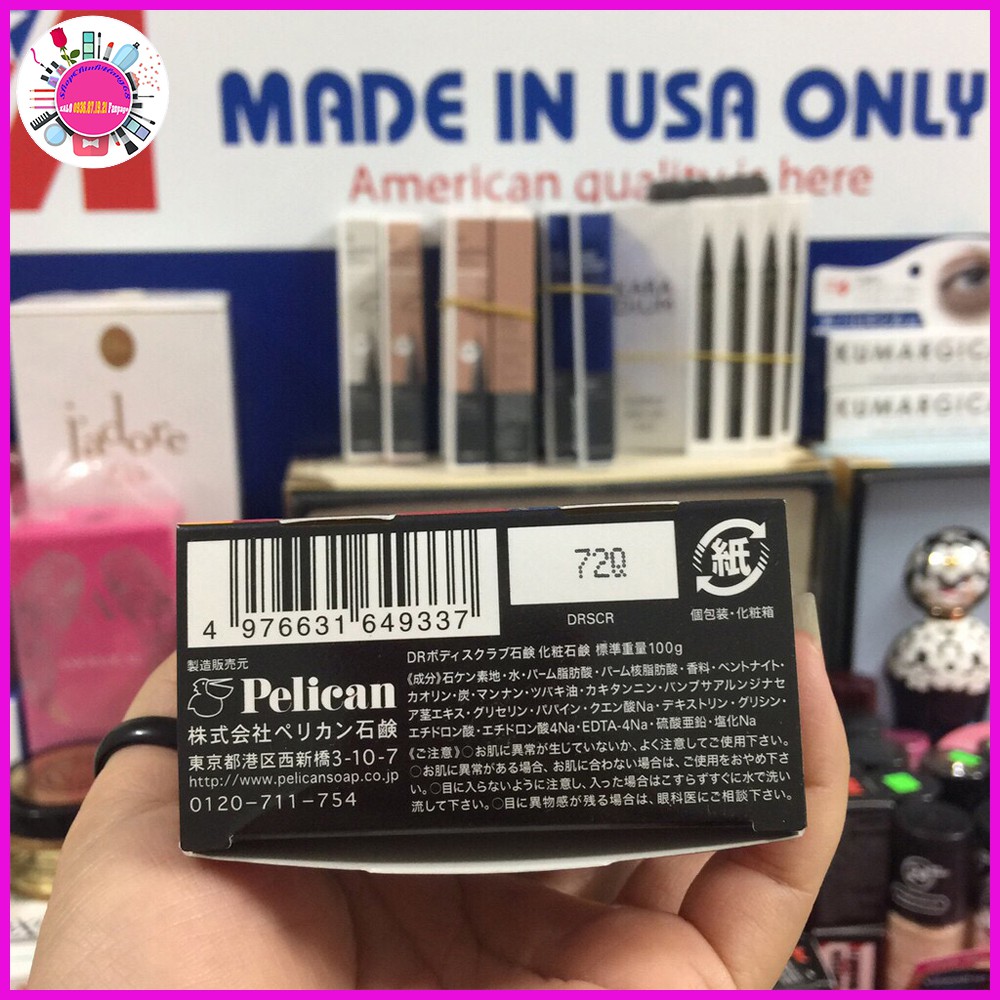 MADE IN USA ONLY
American quality is here
ZALO 0936.87.19.21
j'adore
KUMARGIC
KUMARGIC
4 976631 649337
72Q
DRSCR
紙
個包装・化粧箱
製造販売元
Pelican
株式会社ペリカン石鹸
東京都港区西新橋3-10-7
http://www.pelicansoap.co.jp
0120-711-754
DRボディスクラブ石鹸 化粧石鹸 標準重量100g
《成分》石ケン素地・水・パーム脂肪酸・パーム核脂肪酸・香料・ベントナイト・
カオリン・炭・マンナン・ツバキ油・カキタンニン・バンブサアルンジナセ
ア茎エキス・グリセリン・パパイン・クエン酸Na・デキストリン・グリシン・
エチドロン酸・エチドロン酸4Na・EDTA-4Na・硫酸亜鉛・塩化Na
《ご注意》○お肌に異常が生じていないか、よく注意してご使用下さい。
○お肌に異常がある場合、お肌に合わない場合は、ご使用をおやめ下さ
い。○目に入らないように注意し、入った場合はこすらずすぐに水で洗い
流して下さい。○目に異物感が残る場合は、眼科医にご相談下さい。